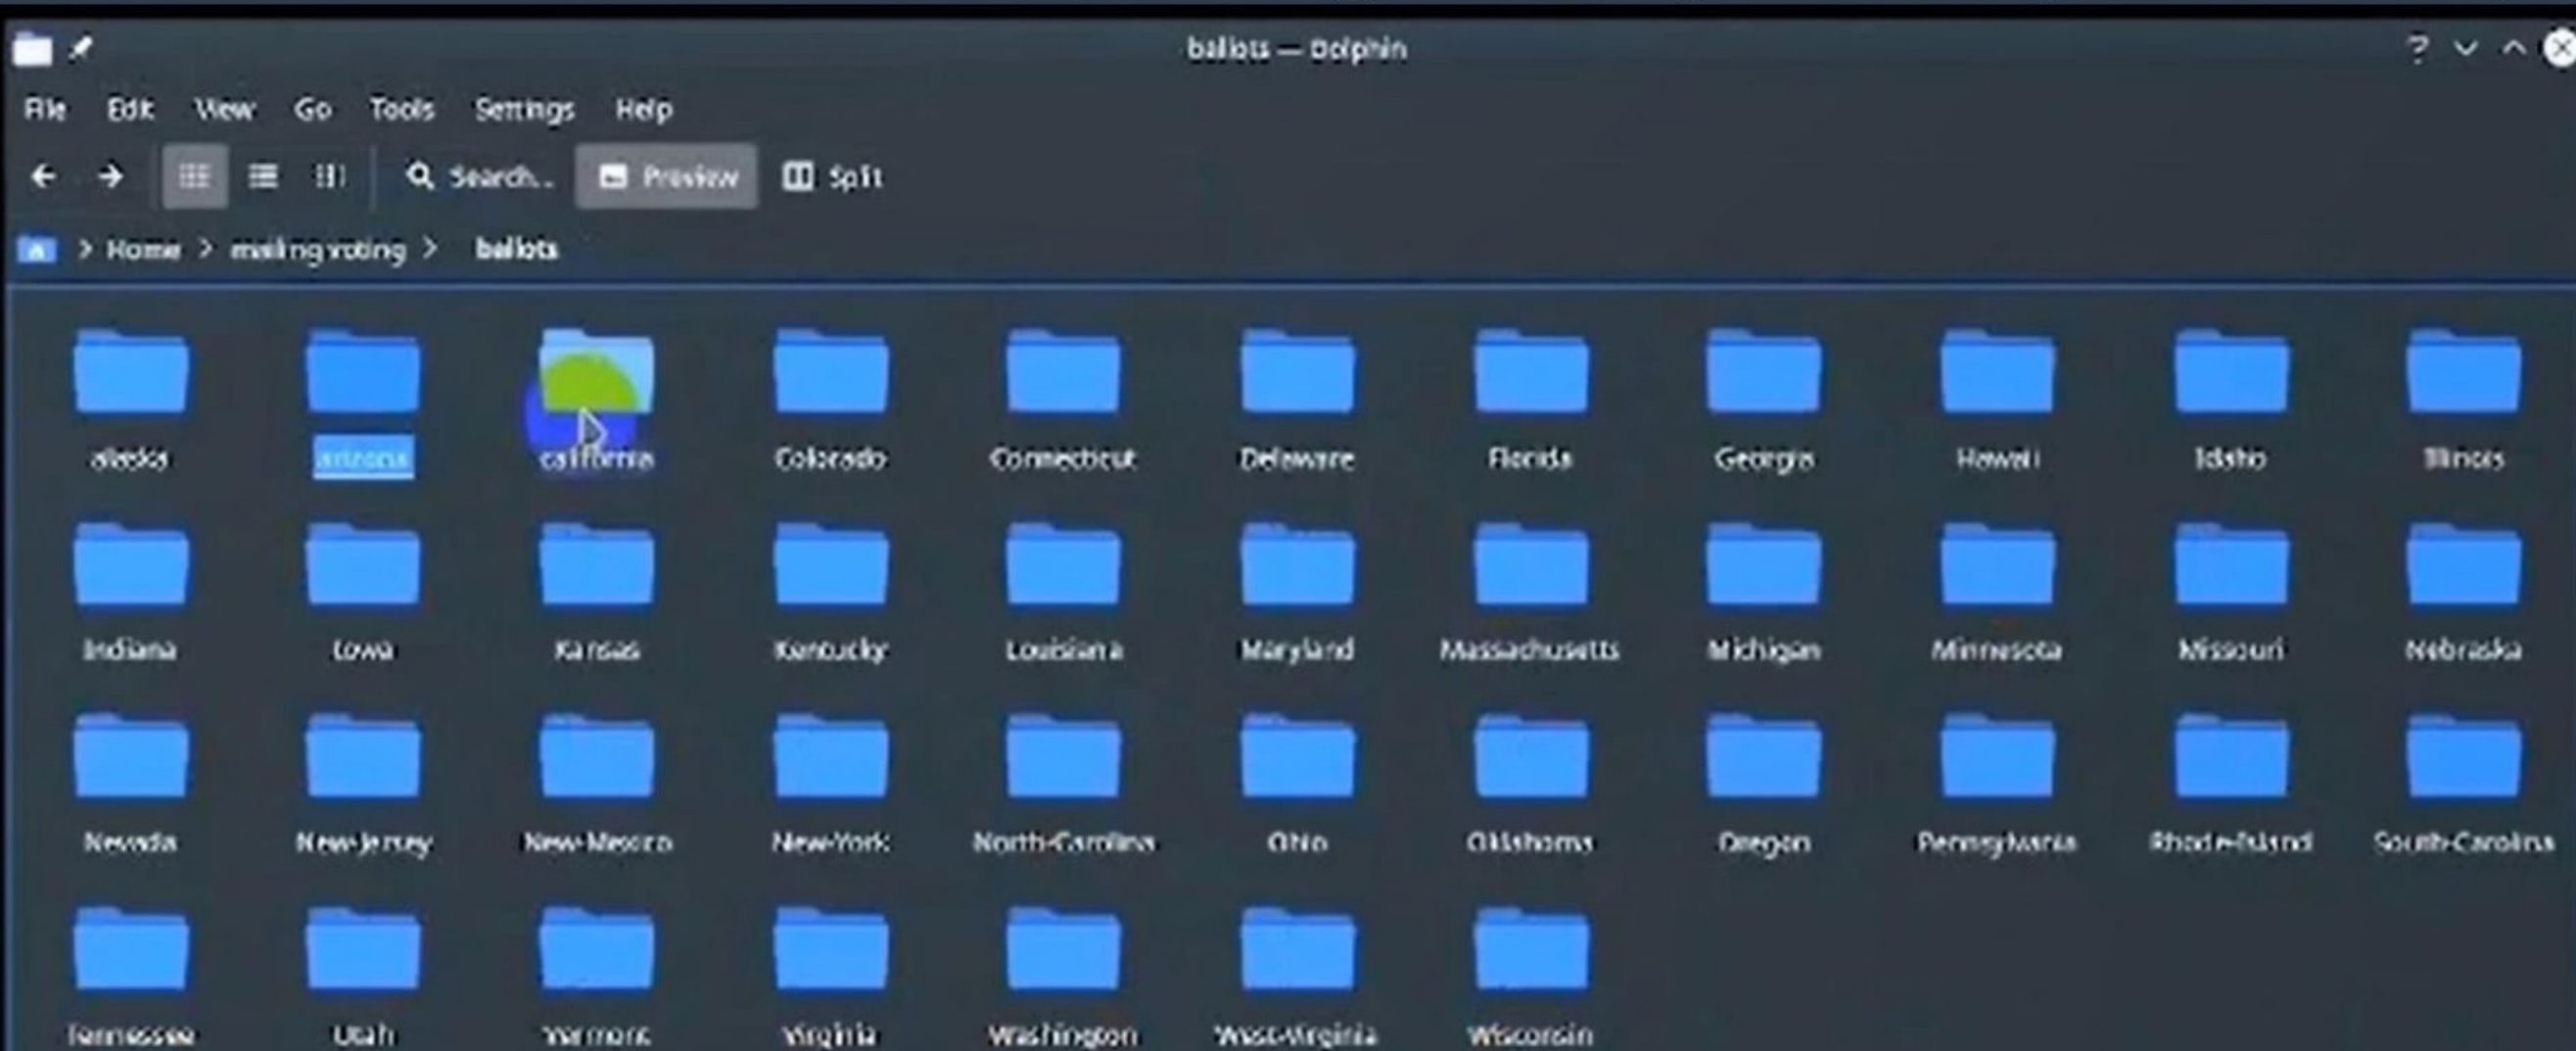 ballots — Dolphin
File Edit View Go Tools Settings Help
Search... Preview Split
> Home > mailing voting > ballots
alaska arizona california Colorado Connecticut Delaware Florida Georgia Hawaii Idaho Illinois
Indiana Iowa Kansas Kentucky Louisiana Maryland Massachusetts Michigan Minnesota Missouri Nebraska
Nevada New-Jersey New-Mexico New-York North-Carolina Ohio Oklahoma Oregon Pennsylvania Rhode-Island South-Carolina
Tennessee Utah Vermont Virginia Washington West-Virginia Wisconsin